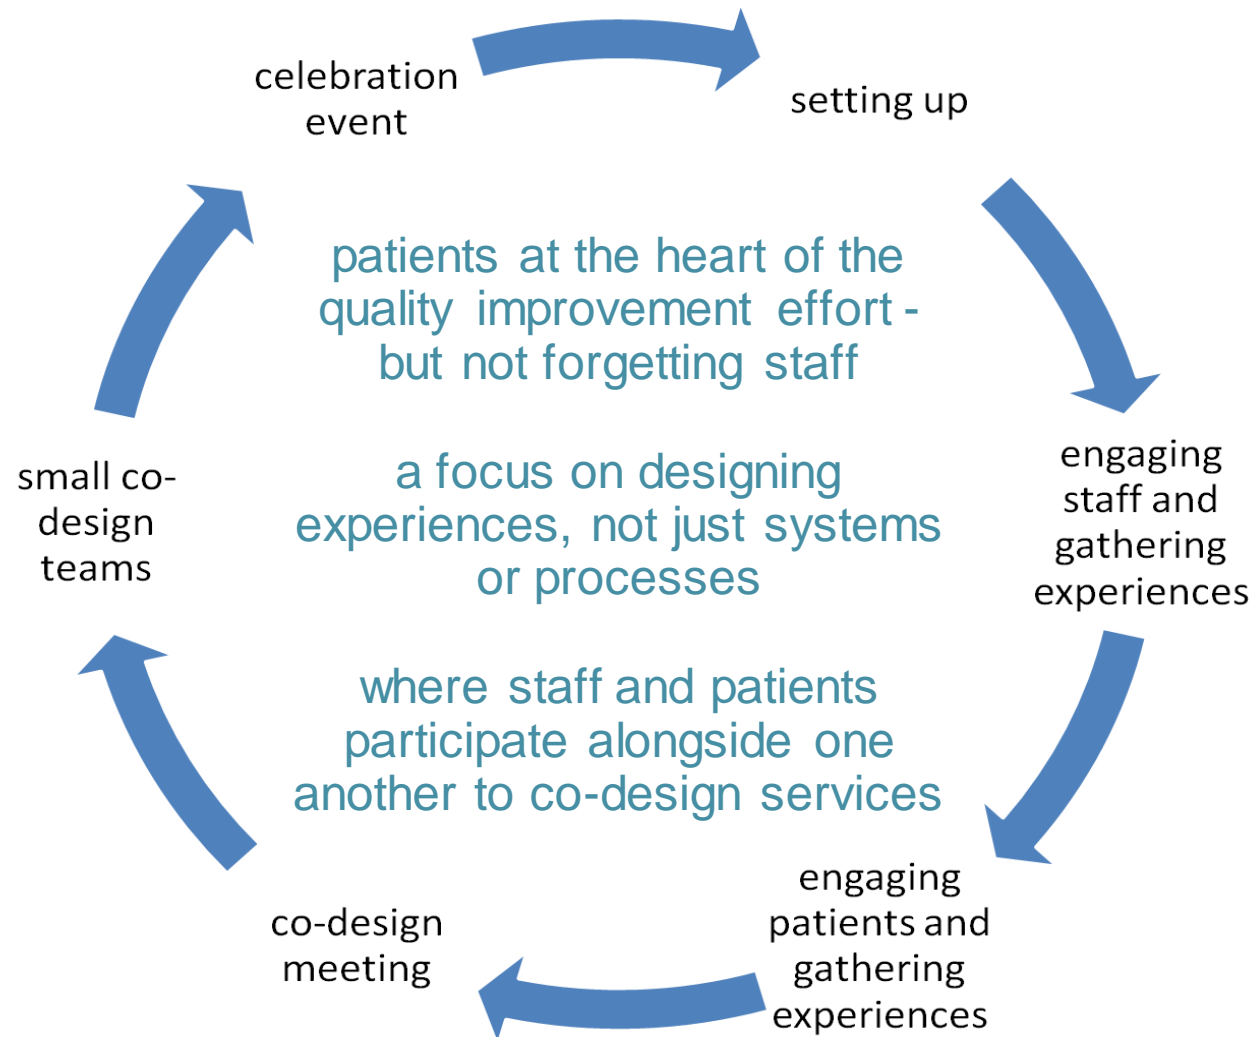 celebration
event
setting up
patients at the heart of the
quality improvement effort -
but not forgetting staff
engaging
staff and
gathering
experiences
small co-
design
teams
a focus on designing
experiences, not just systems
or processes
where staff and patients
participate alongside one
another to co-design services
engaging
patients and
gathering
experiences
co-design
meeting